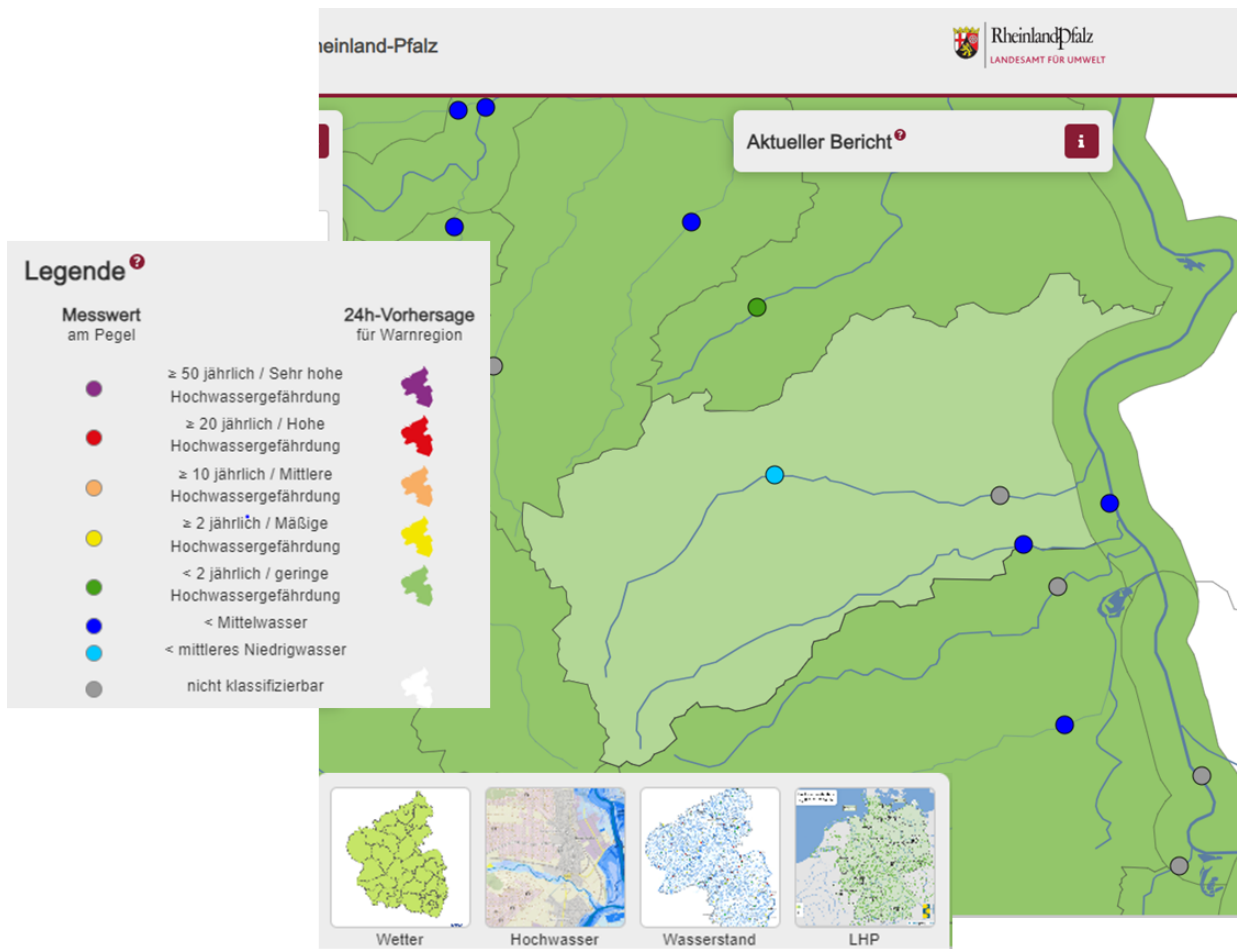 heinland-Pfalz
RheinlandPfalz
LANDESAMT FÜR UMWELT
Aktueller Bericht ?
i
Legende ?
Messwert
am Pegel
24h-Vorhersage
für Warnregion
≥ 50 jährlich / Sehr hohe
Hochwassergefährdung
≥ 20 jährlich / Hohe
Hochwassergefährdung
≥ 10 jährlich / Mittlere
Hochwassergefährdung
≥ 2 jährlich / Mäßige
Hochwassergefährdung
< 2 jährlich / geringe
Hochwassergefährdung
< Mittelwasser
< mittleres Niedrigwasser
nicht klassifizierbar
Wetter
Hochwasser
Wasserstand
LHP